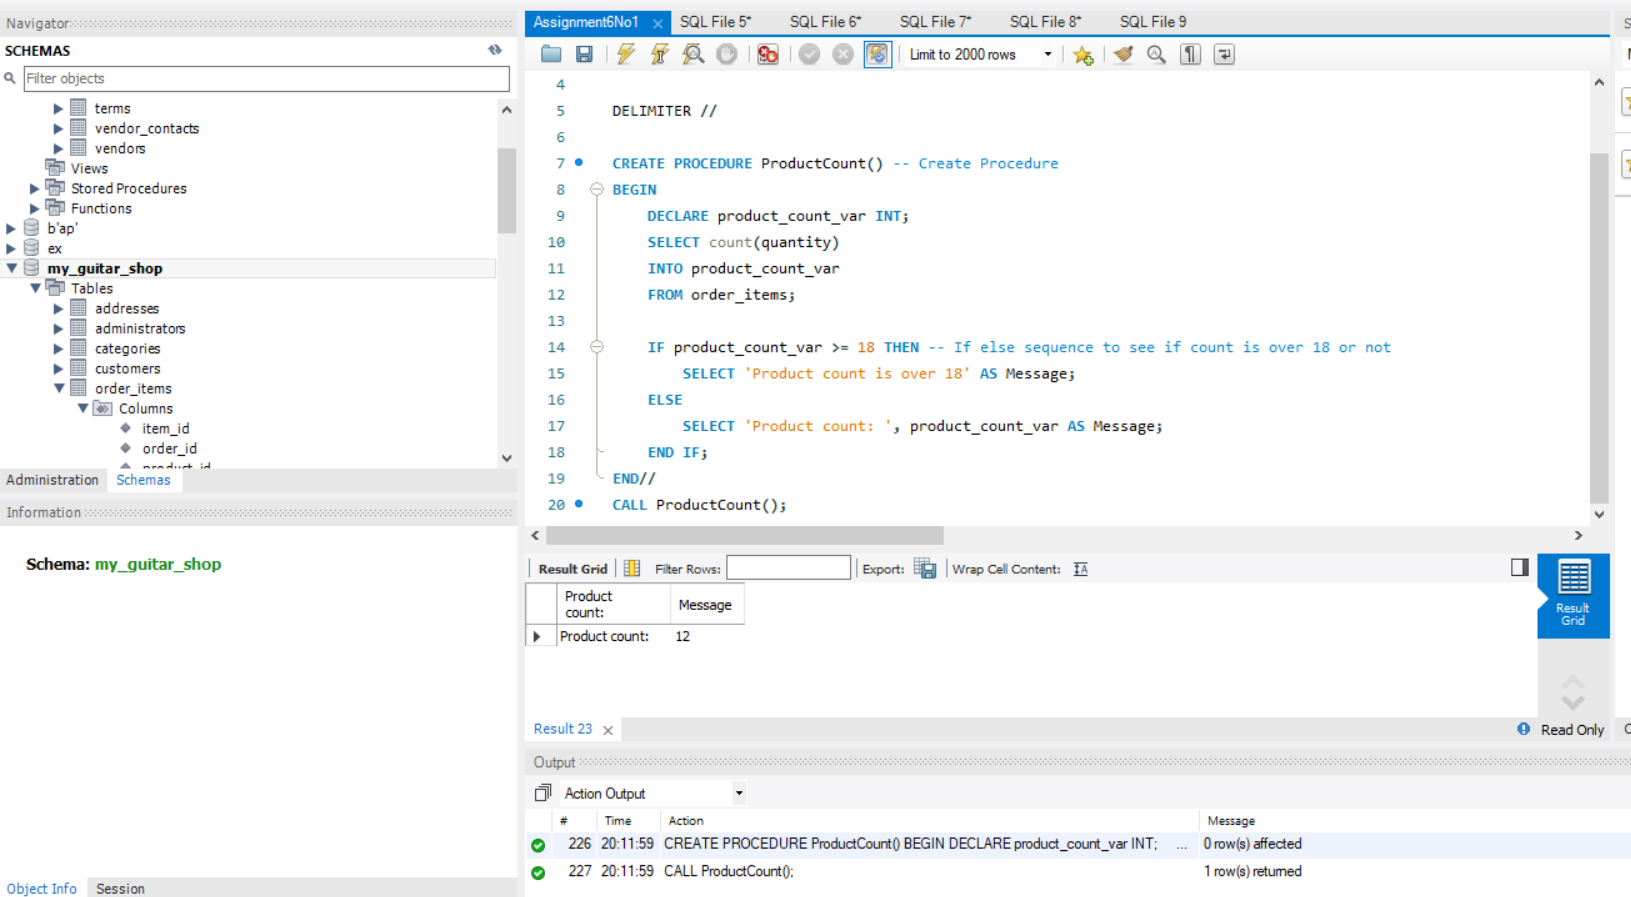 Navigator
SCHEMAS
Filter objects
terms
vendor_contacts
vendors
Views
Stored Procedures
Functions
b'ap'
ex
my_guitar_shop
Tables
addresses
administrators
categories
customers
order_items
Columns
item_id
order_id
product_id
Administration Schemas
Information
Schema: my_guitar_shop
Object Info Session
Assignment6No1 SQL File 5* SQL File 6* SQL File 7* SQL File 8* SQL File 9
Limit to 2000 rows
4
5 DELIMITER //
6
7 CREATE PROCEDURE ProductCount() -- Create Procedure
8 BEGIN
9 DECLARE product_count_var INT;
10 SELECT count(quantity)
11 INTO product_count_var
12 FROM order_items;
13
14 IF product_count_var >= 18 THEN -- If else sequence to see if count is over 18 or not
15 SELECT 'Product count is over 18' AS Message;
16 ELSE
17 SELECT 'Product count: ', product_count_var AS Message;
18 END IF;
19 END//
20 CALL ProductCount();
Result Grid Filter Rows: Export: Wrap Cell Content:
Product count: Message
Product count: 12
Result Grid
Result 23 Read Only
Output
Action Output
# Time Action Message
226 20:11:59 CREATE PROCEDURE ProductCount() BEGIN DECLARE product_count_var INT; ... 0 row(s) affected
227 20:11:59 CALL ProductCount(); 1 row(s) returned